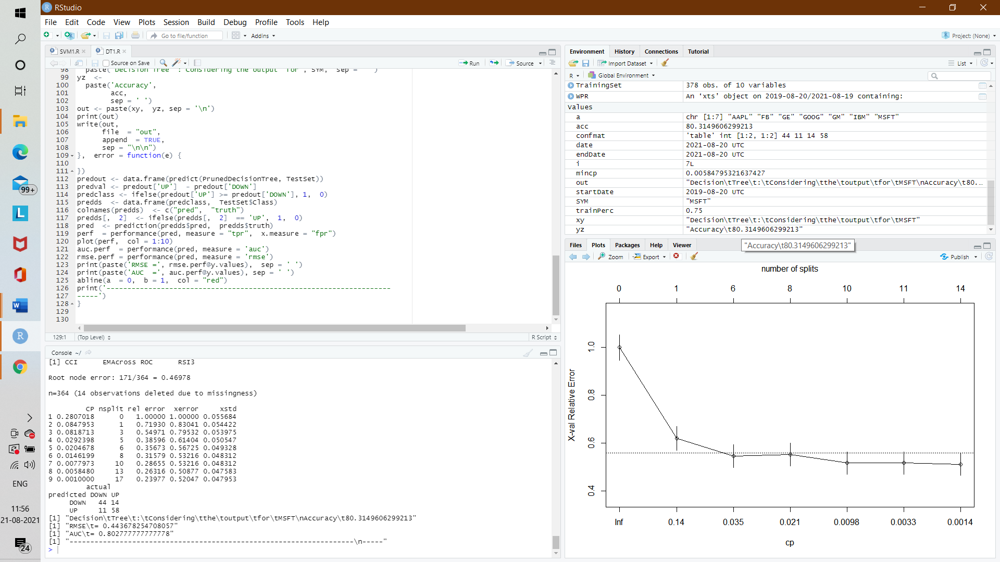 RStudio
File Edit Code View Plots Session Build Debug Profile Tools Help
Go to file/function Addins Project: (None)
SVM1.R DT1.R
Source on Save Run Source
98 paste('Decision Tree : Considering the output for', SYM, sep = ' ')
99 yz <-
100 paste('Accuracy',
101 acc,
102 sep = ' ')
103 out <- paste(xy, yz, sep = '\n')
104 print(out)
105 write(out,
106 file = "out",
107 append = TRUE,
108 sep = "\n\n")
109 }, error = function(e) {
110
111 })
112 predout <- data.frame(predict(PrunedDecisionTree, TestSet))
113 predval <- predout['UP'] - predout['DOWN']
114 predclass <- ifelse(predout['UP'] >= predout['DOWN'], 1, 0)
115 predds <- data.frame(predclass, TestSet$Class)
116 colnames(predds) <- c("pred", "truth")
117 predds[, 2] <- ifelse(predds[, 2] == 'UP', 1, 0)
118 pred <- prediction(predds$pred, predds$truth)
119 perf = performance(pred, measure = "tpr", x.measure = "fpr")
120 plot(perf, col = 1:10)
121 auc.perf = performance(pred, measure = 'auc')
122 rmse.perf = performance(pred, measure = 'rmse')
123 print(paste('RMSE =', rmse.perf@y.values), sep = ' ')
124 print(paste('AUC =', auc.perf@y.values), sep = ' ')
125 abline(a = 0, b = 1, col = "red")
126 print('--------------------------------------------------------------------
127 -----')
128 }
129
130
129:1 (Top Level) R Script
Console ~/
[1] CCI EMAcross ROC RSI3
Root node error: 171/364 = 0.46978
n=364 (14 observations deleted due to missingness)
CP nsplit rel error xerror xstd
1 0.2807018 0 1.00000 1.00000 0.055684
2 0.0847953 1 0.71930 0.83041 0.054422
3 0.0818713 3 0.54971 0.79532 0.053975
4 0.0292398 5 0.38596 0.61404 0.050547
5 0.0204678 6 0.35673 0.56725 0.049328
6 0.0146199 8 0.31579 0.53216 0.048312
7 0.0077973 10 0.28655 0.53216 0.048312
8 0.0058480 13 0.26316 0.50877 0.047583
9 0.0010000 17 0.23977 0.52047 0.047953
actual
predicted DOWN UP
DOWN 44 14
UP 11 58
[1] "Decision\tTree\t:\tConsidering\tthe\toutput\tfor\tMSFT\nAccuracy\t80.3149606299213"
[1] "RMSE\t= 0.443678254708057"
[1] "AUC\t= 0.802777777777778"
[1] "--------------------------------------------------------------------\n-----"
>
Environment History Connections Tutorial
Import Dataset List
R Global Environment
TrainingSet 378 obs. of 10 variables
WPR An ‘xts’ object on 2019-08-20/2021-08-19 containing:
Values
a chr [1:7] "AAPL" "FB" "GE" "GOOG" "GM" "IBM" "MSFT"
acc 80.3149606299213
confmat 'table' int [1:2, 1:2] 44 11 14 58
date 2021-08-20 UTC
endDate 2021-08-20 UTC
i 7L
mincp 0.00584795321637427
out "Decision\tTree\t:\tConsidering\tthe\toutput\tfor\tMSFT\nAccuracy\t80.…
startDate 2019-08-20 UTC
SYM "MSFT"
trainPerc 0.75
xy "Decision\tTree\t:\tConsidering\tthe\toutput\tfor\tMSFT"
yz "Accuracy\t80.3149606299213"
Files Plots Packages Help Viewer
"Accuracy\t80.3149606299213"
Zoom Export Publish
number of splits
0 1 6 8 10 11 14
X-val Relative Error
1.0
0.8
0.6
0.4
Inf 0.14 0.035 0.021 0.0098 0.0033 0.0014
cp
99+
L
R
ENG
11:56
21-08-2021
24